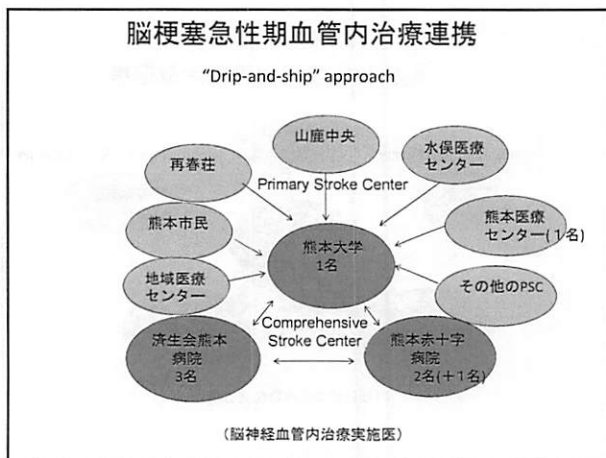 脳梗塞急性期血管内治療連携
“Drip-and-ship” approach
山鹿中央
水俣医療
センター
再春荘
Primary Stroke Center
熊本市民
熊本大学
1名
熊本医療
センター(1名)
地域医療
センター
その他のPSC
済生会熊本
病院
3名
Comprehensive
Stroke Center
熊本赤十字
病院
2名(+1名)
(脳神経血管内治療実施医)